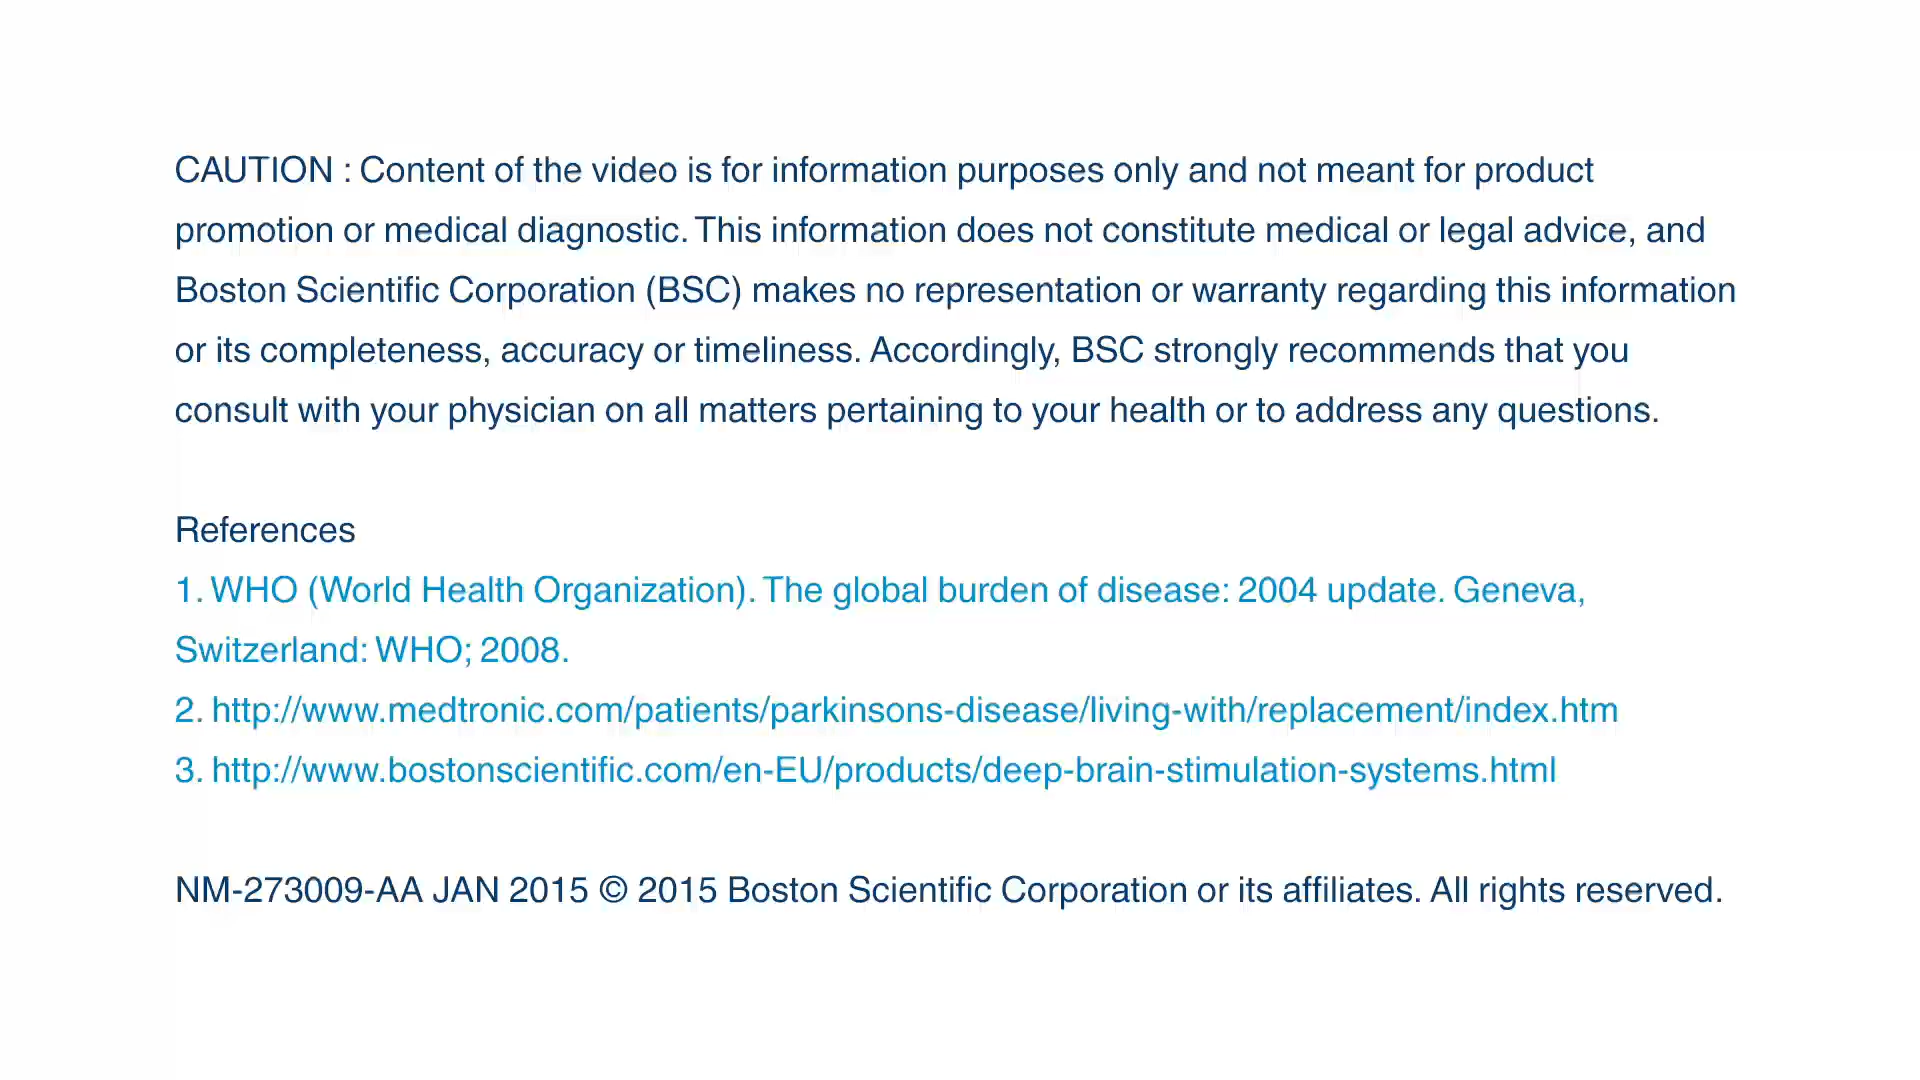 CAUTION : Content of the video is for information purposes only and not meant for product
promotion or medical diagnostic. This information does not constitute medical or legal advice, and
Boston Scientific Corporation (BSC) makes no representation or warranty regarding this information
or its completeness, accuracy or timeliness. Accordingly, BSC strongly recommends that you
consult with your physician on all matters pertaining to your health or to address any questions.
References
1. WHO (World Health Organization). The global burden of disease: 2004 update. Geneva,
Switzerland: WHO; 2008.
2. http://www.medtronic.com/patients/parkinsons-disease/living-with/replacement/index.htm
3. http://www.bostonscientific.com/en-EU/products/deep-brain-stimulation-systems.html
NM-273009-AA JAN 2015 © 2015 Boston Scientific Corporation or its affiliates. All rights reserved.